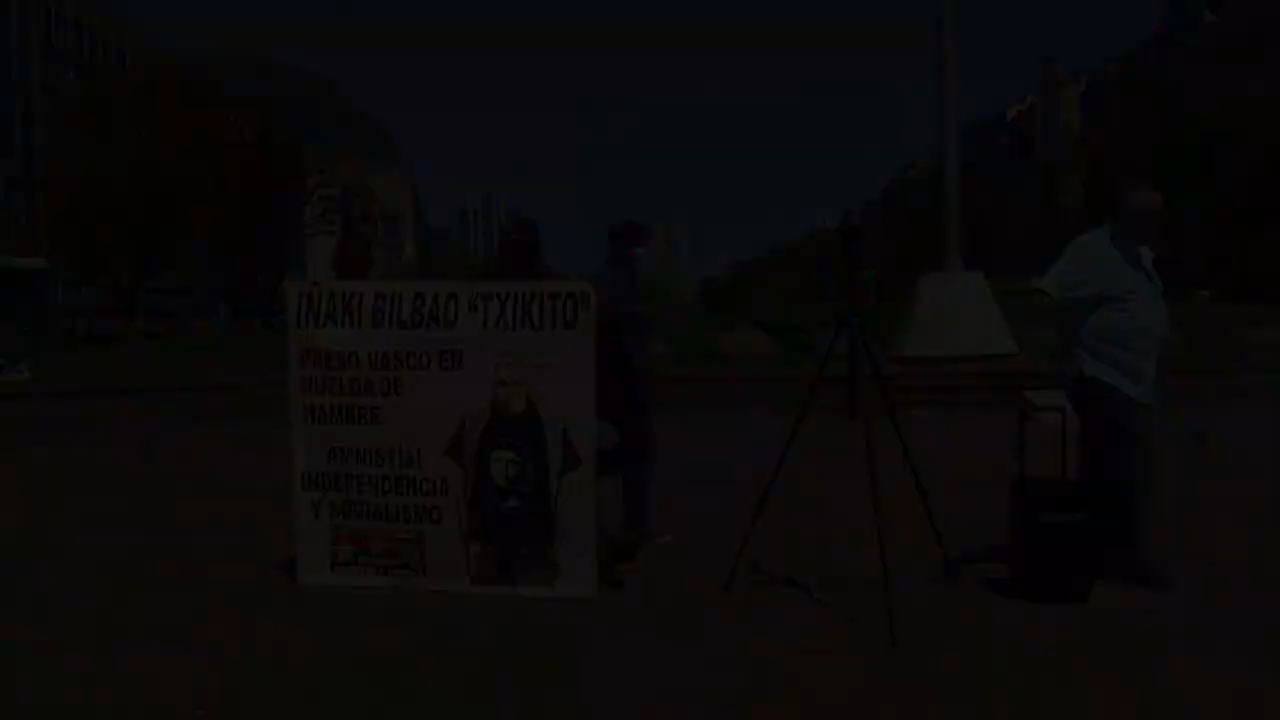 IÑAKI BILBAO "TXIKITO"
PRESO VASCO EN
HUELGA DE
HAMBRE
AMNISTIA!
INDEPENDENCIA
Y SOCIALISMO